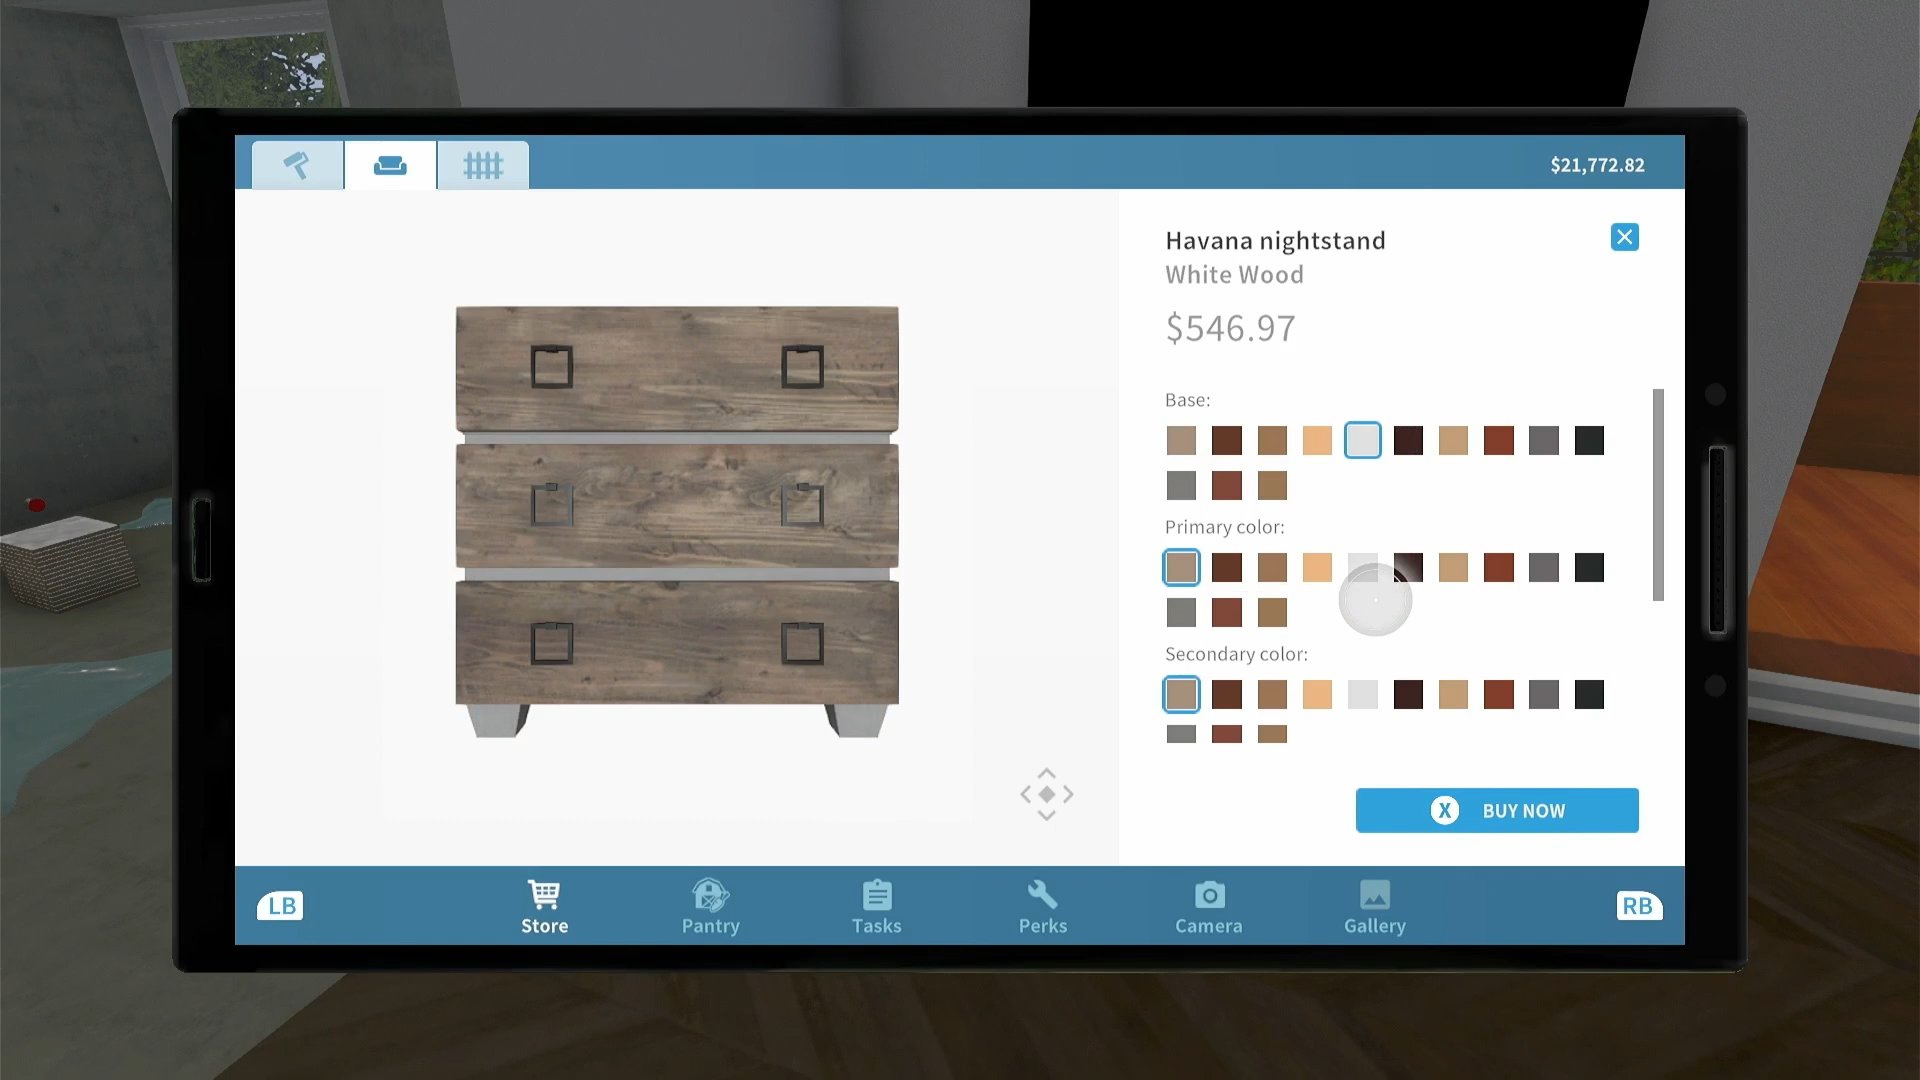 $21,772.82
Havana nightstand
White Wood
$546.97
Base:
Primary color:
Secondary color:
X BUY NOW
LB
Store
Pantry
Tasks
Perks
Camera
Gallery
RB